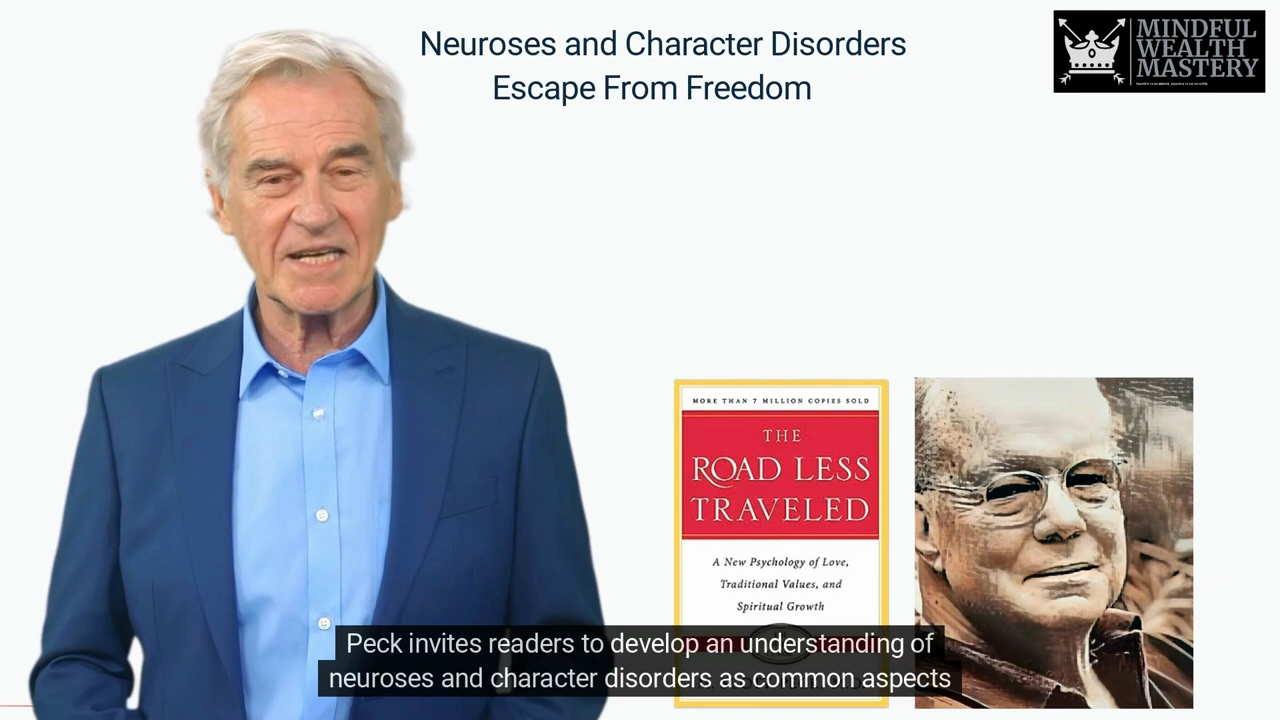 Neuroses and Character Disorders
Escape From Freedom
MINDFUL
WEALTH
MASTERY
MORE THAN 7 MILLION COPIES SOLD
THE
ROAD LESS
TRAVELED
A New Psychology of Love,
Traditional Values, and
Spiritual Growth
Peck invites readers to develop an understanding of
neuroses and character disorders as common aspects